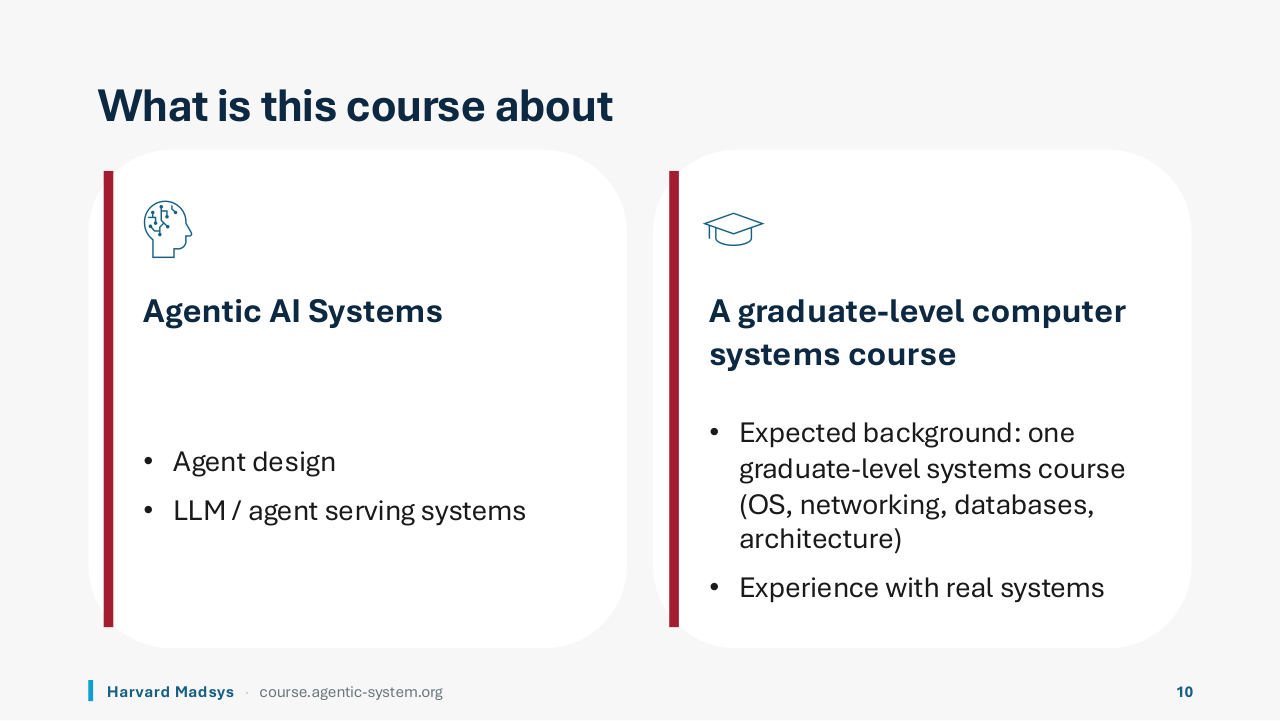 What is this course about
Agentic AI Systems
• Agent design
• LLM / agent serving systems
A graduate-level computer
systems course
• Expected background: one
graduate-level systems course
(OS, networking, databases,
architecture)
• Experience with real systems
Harvard Madsys · course.agentic-system.org
10